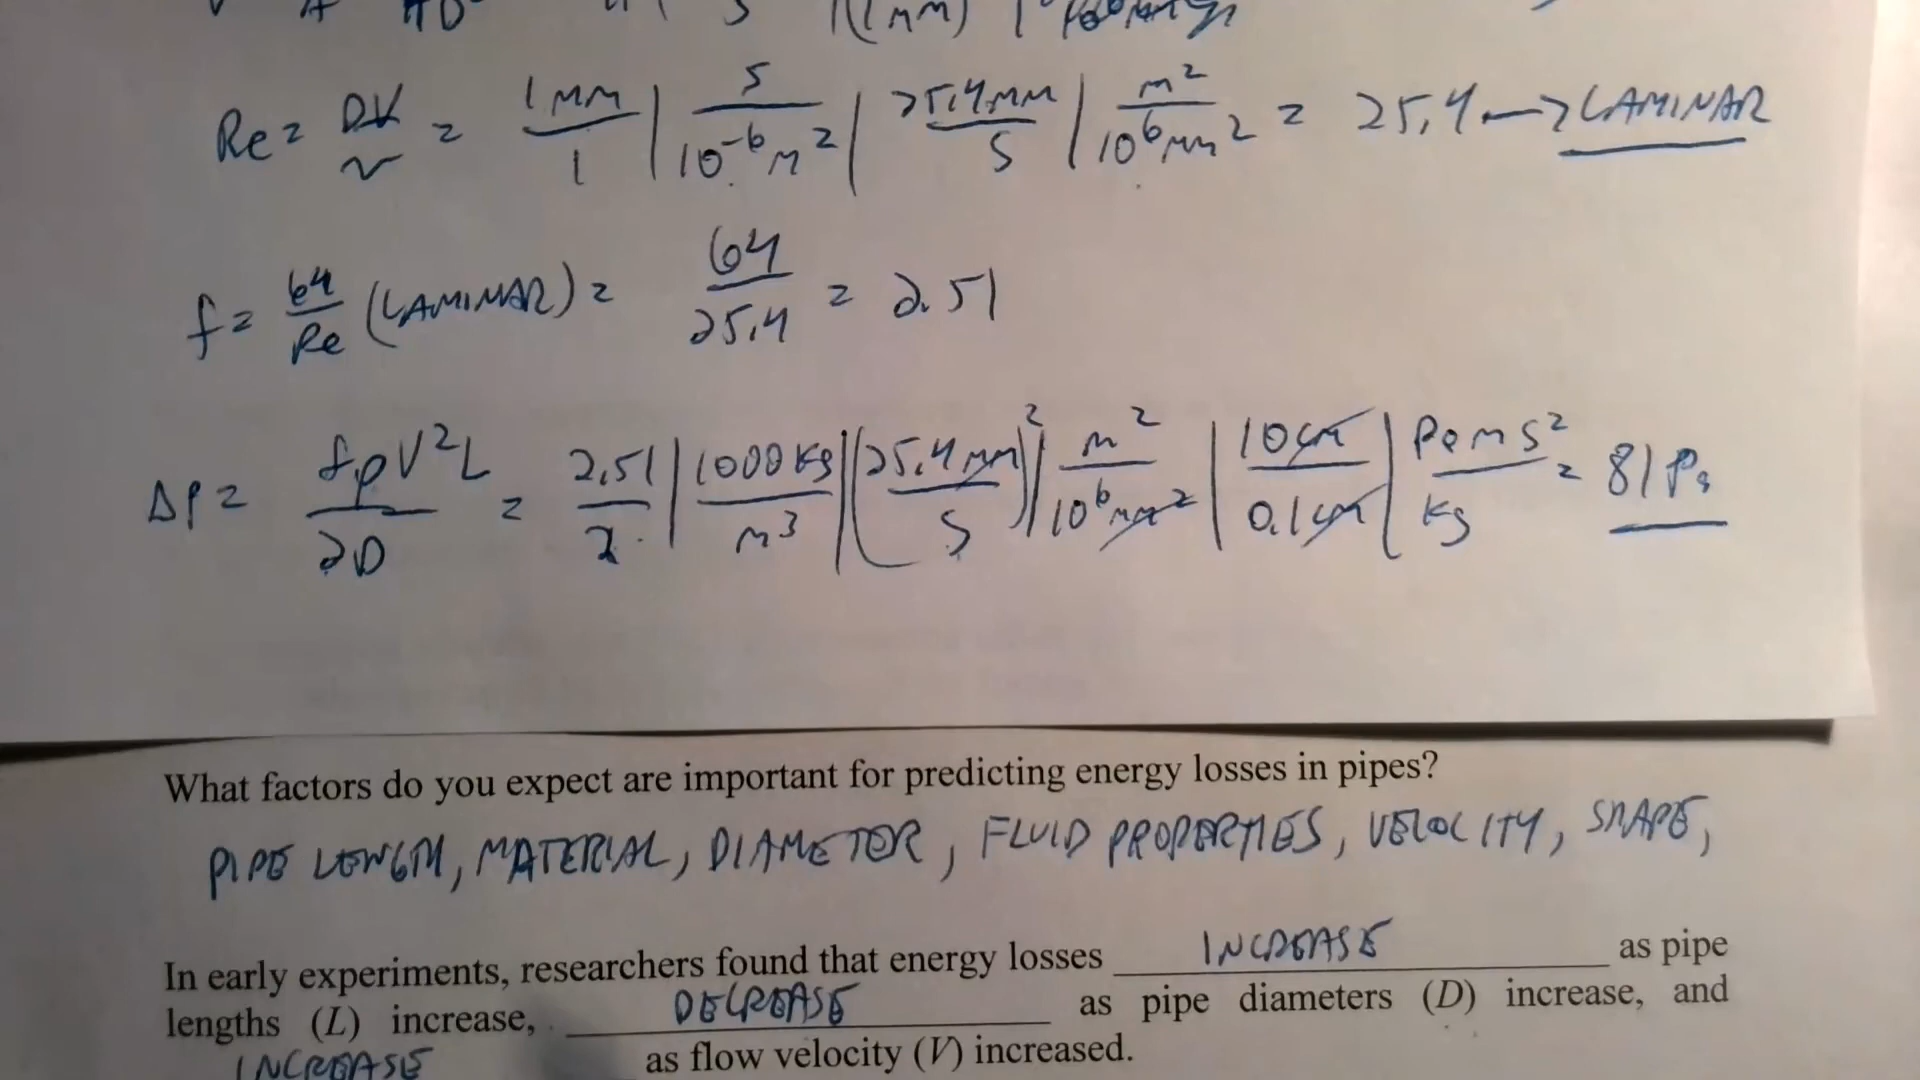 Re = DV/ν = 1 MM/1 | S/10⁻⁶ M² | 25.4 MM/S | m²/10⁶ MM² = 25.4 → LAMINAR
f = 64/Re (LAMINAR) = 64/25.4 = 2.51
Δp = fρV²L/2D = 2.51/2 | 1000 kg/m³ | (25.4 mm/S)² | m²/10⁶ mm² | 10 cm/0.1 cm | Pa m s²/kg = 81 Pa
What factors do you expect are important for predicting energy losses in pipes?
PIPE LENGTH, MATERIAL, DIAMETER, FLUID PROPERTIES, VELOCITY, SHAPE,
In early experiments, researchers found that energy losses INCREASE as pipe
lengths (L) increase, DECREASE as pipe diameters (D) increase, and
INCREASE as flow velocity (V) increased.